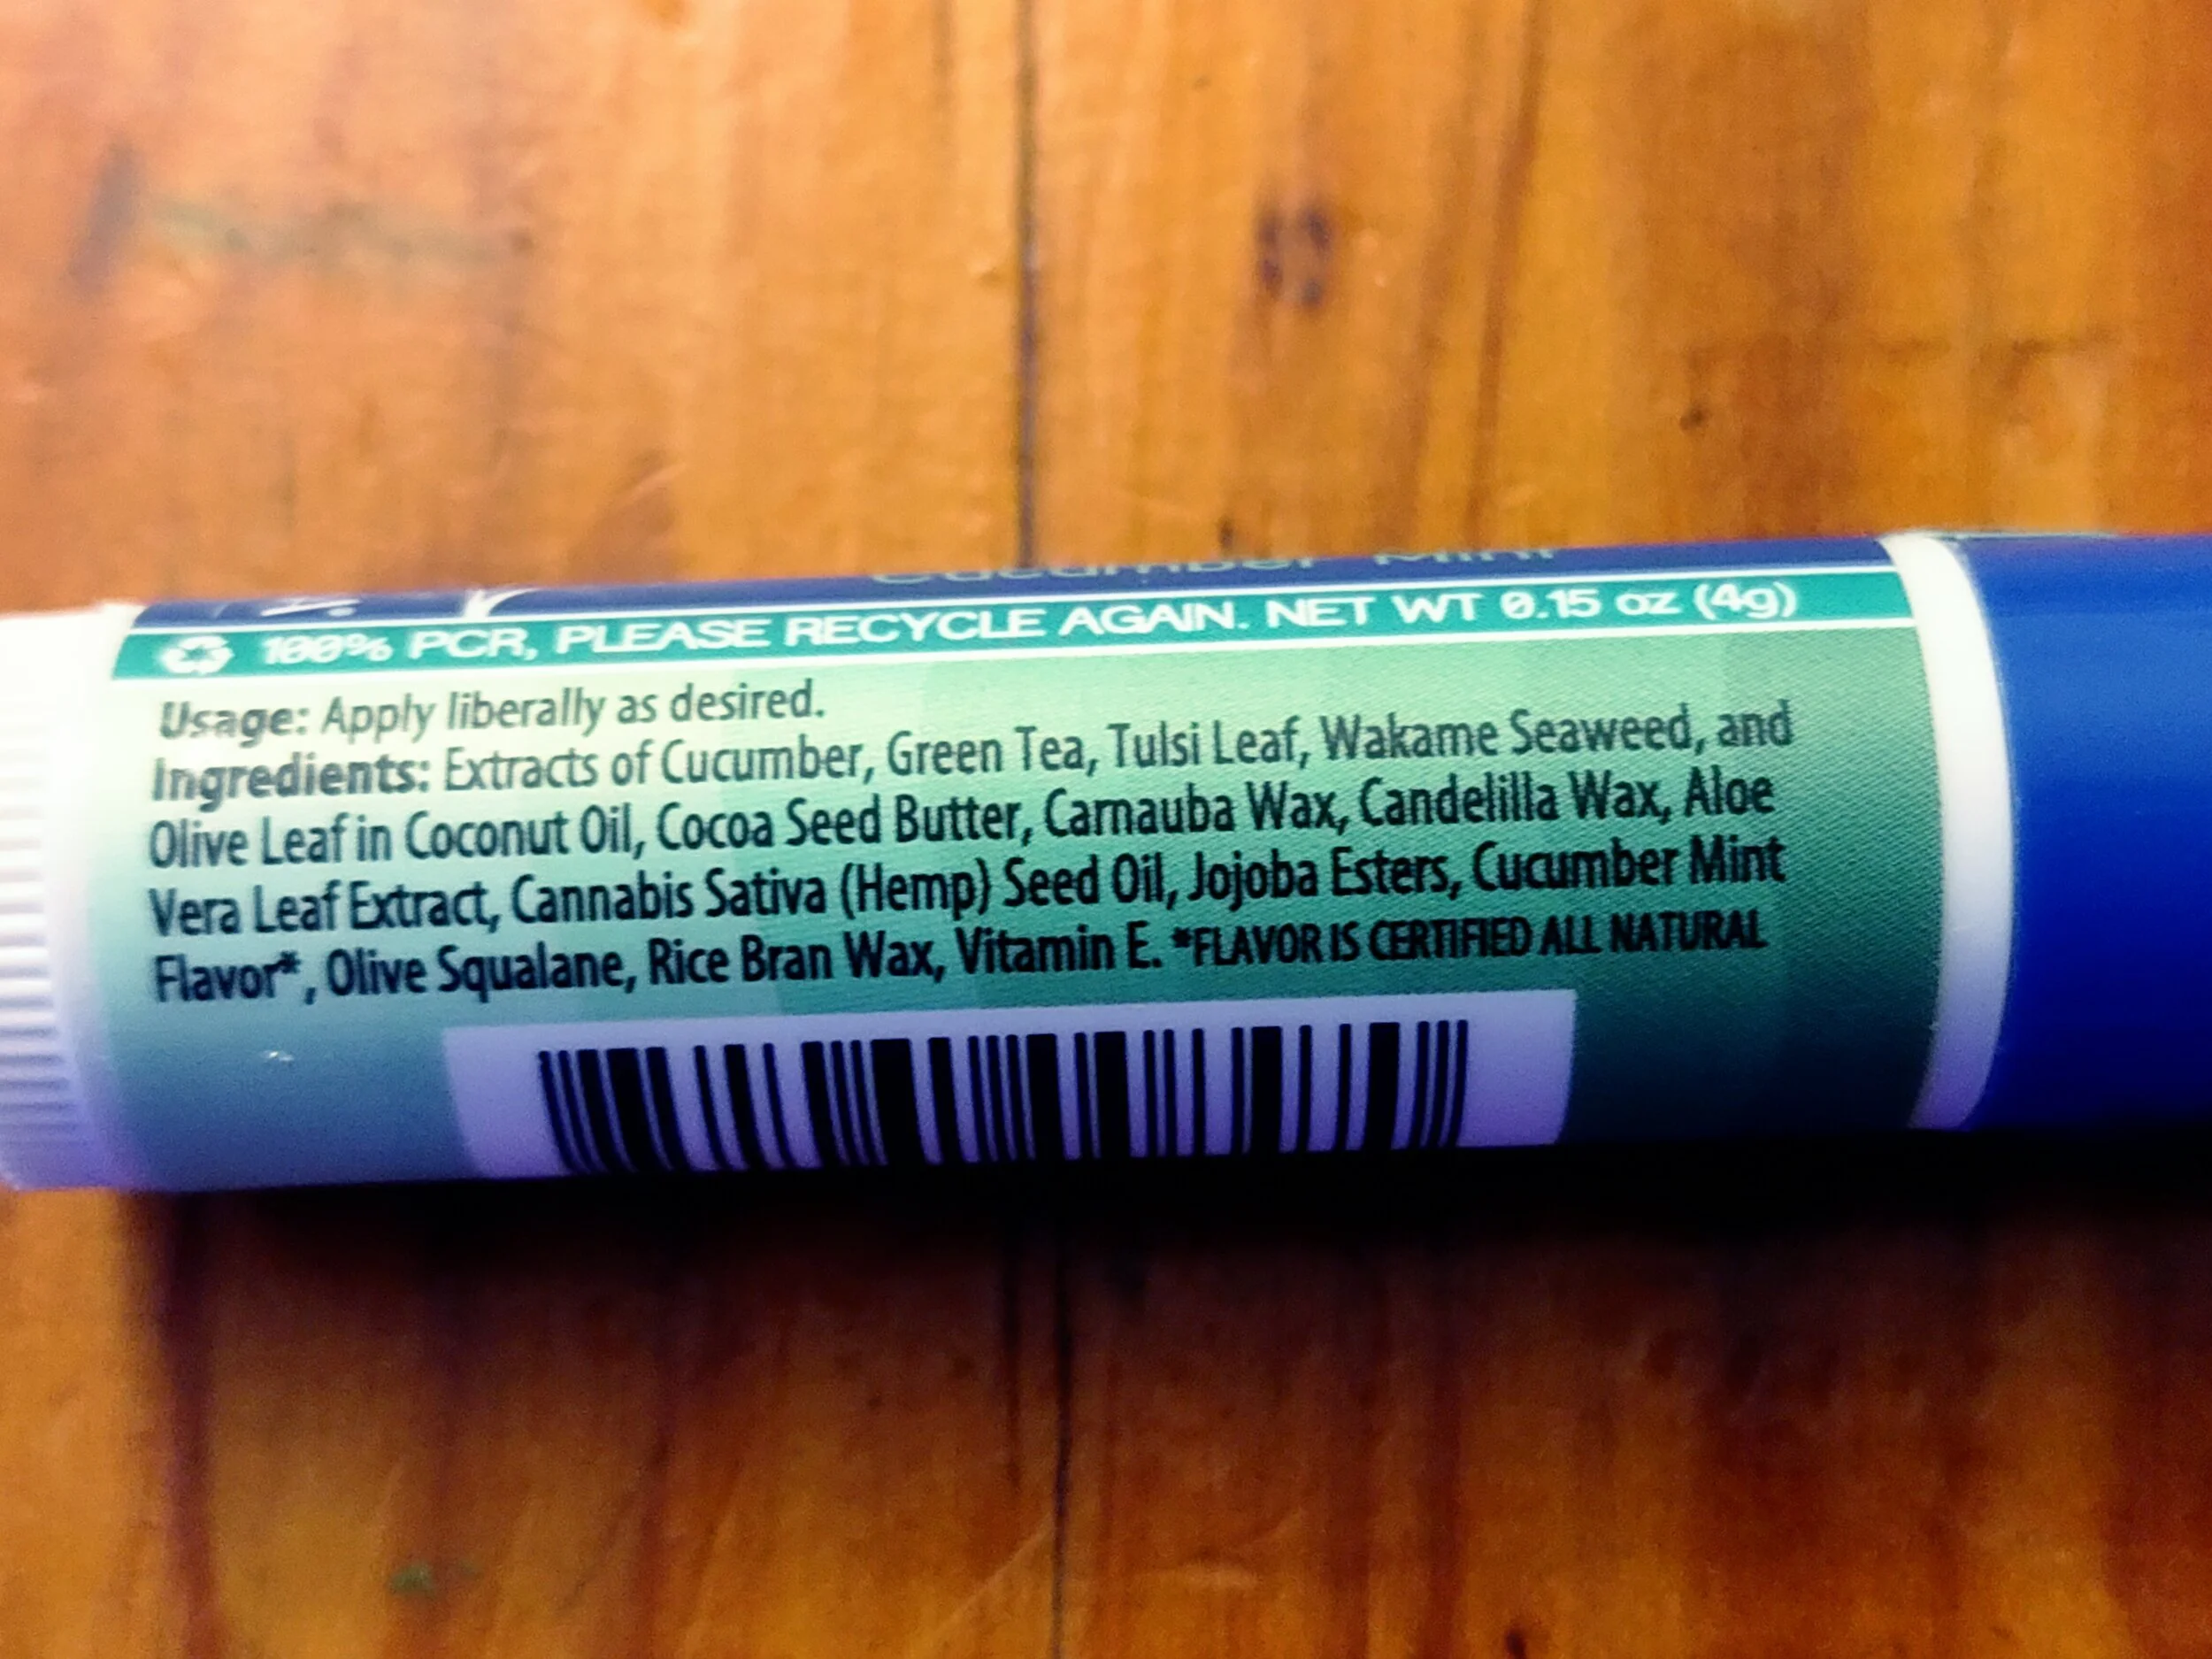 Cucumber Mint
100% PCR, PLEASE RECYCLE AGAIN. NET WT 0.15 oz (4g)
Usage: Apply liberally as desired.
Ingredients: Extracts of Cucumber, Green Tea, Tulsi Leaf, Wakame Seaweed, and
Olive Leaf in Coconut Oil, Cocoa Seed Butter, Carnauba Wax, Candelilla Wax, Aloe
Vera Leaf Extract, Cannabis Sativa (Hemp) Seed Oil, Jojoba Esters, Cucumber Mint
Flavor*, Olive Squalane, Rice Bran Wax, Vitamin E. *FLAVOR IS CERTIFIED ALL NATURAL